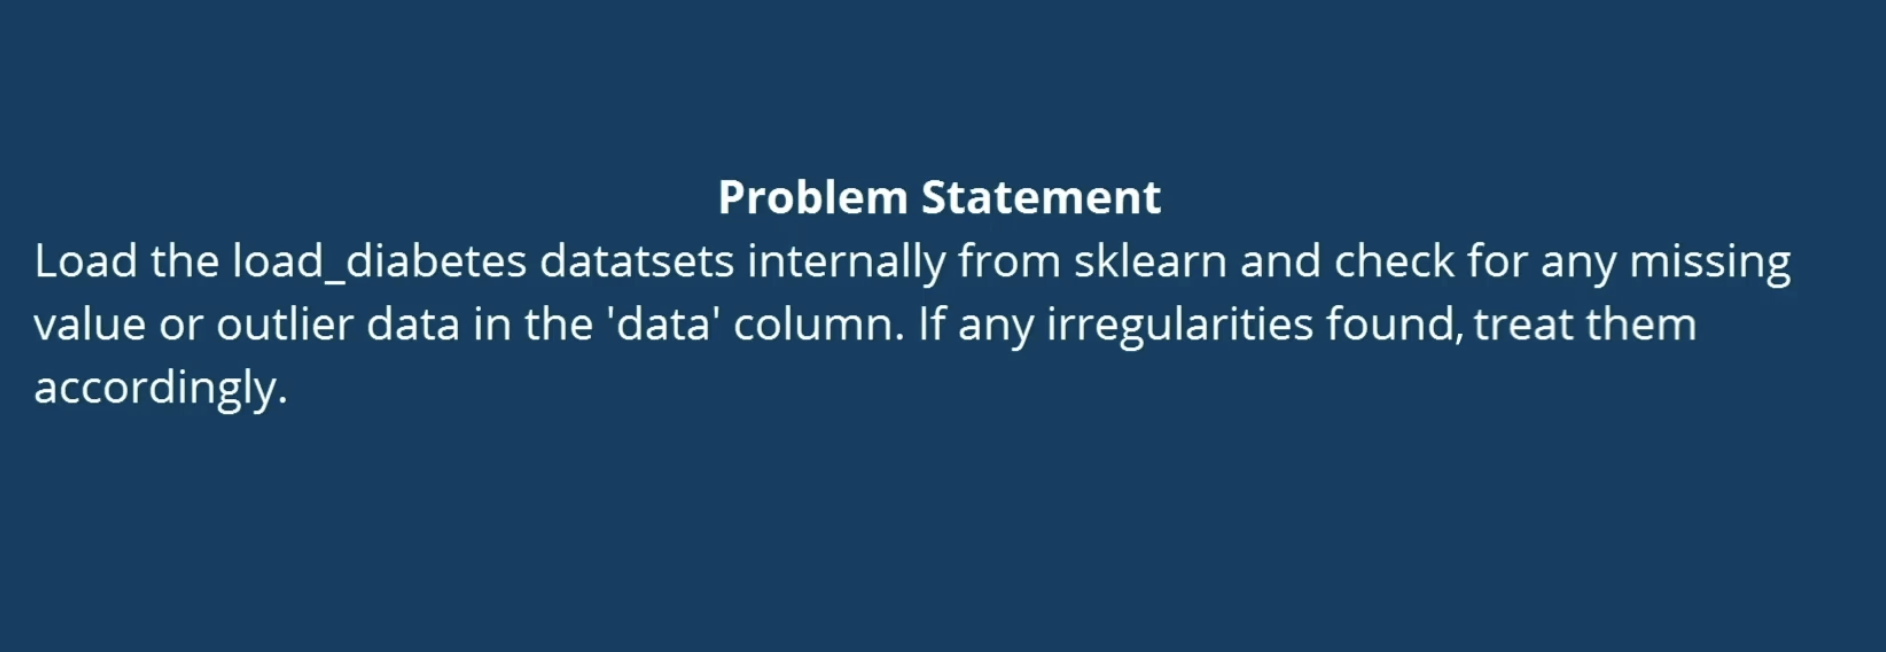 Problem Statement
Load the load_diabetes datatsets internally from sklearn and check for any missing
value or outlier data in the 'data' column. If any irregularities found, treat them
accordingly.